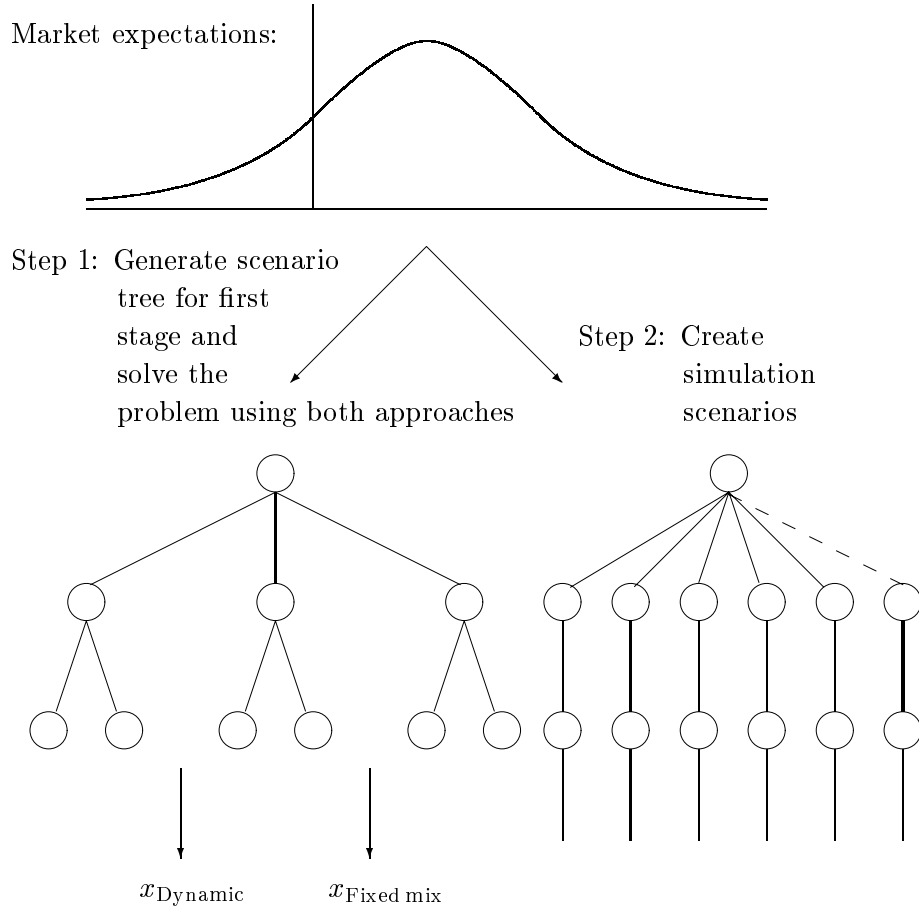 Market expectations:
Step 1: Generate scenario
tree for first
stage and
solve the
problem using both approaches
Step 2: Create
simulation
scenarios
x_Dynamic
x_Fixed mix